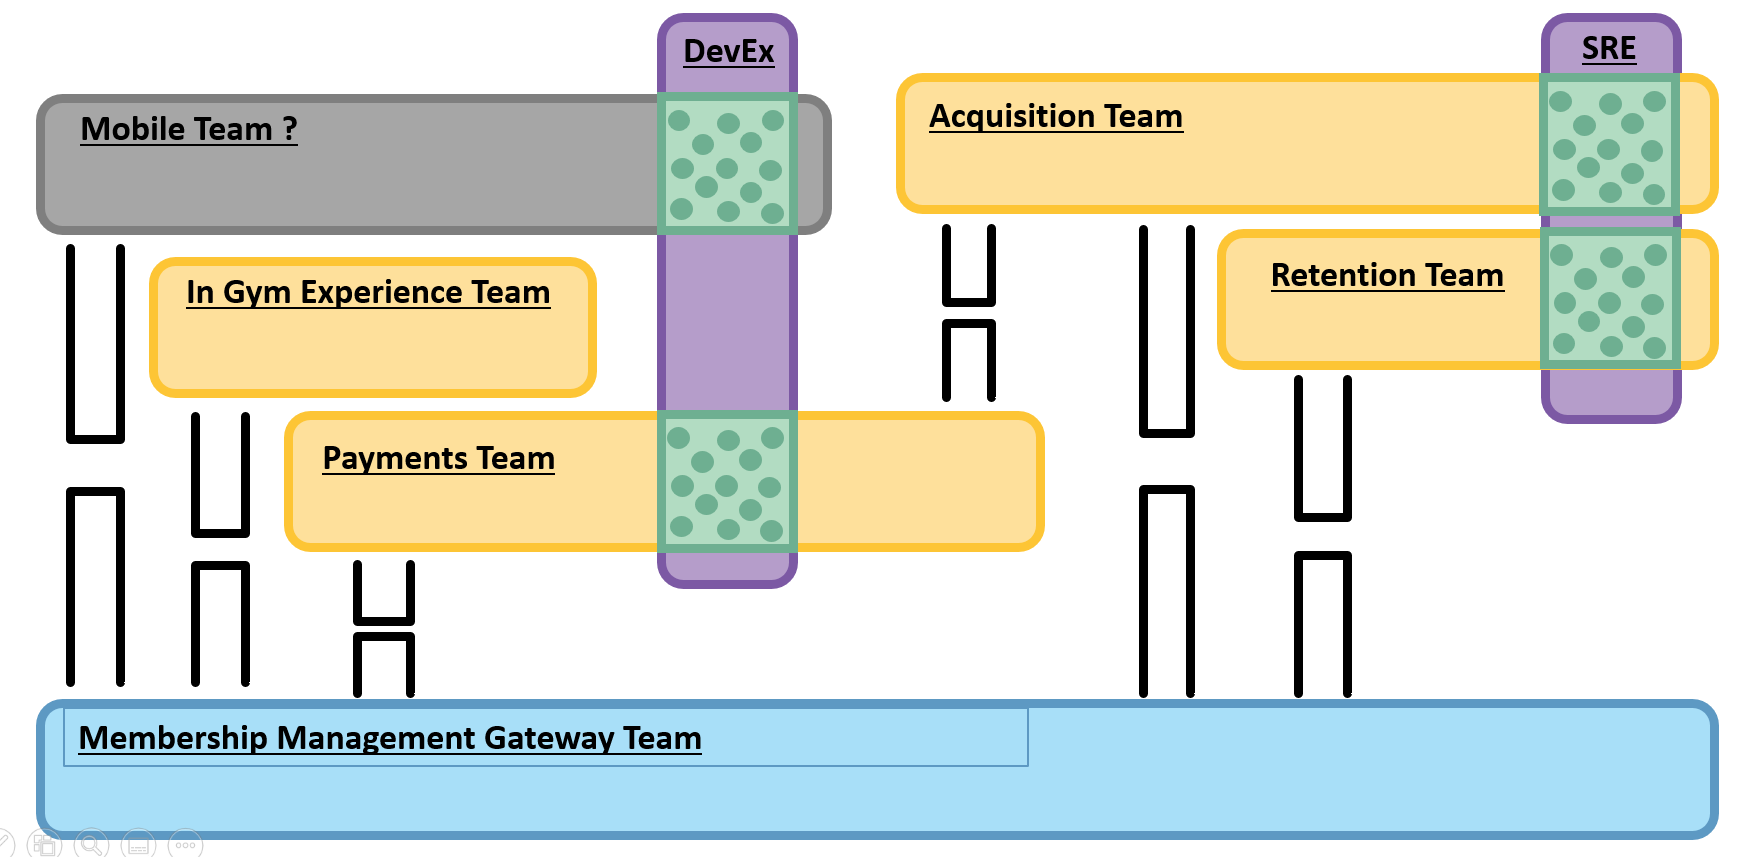 DevEx
SRE
Mobile Team ?
Acquisition Team
In Gym Experience Team
Retention Team
Payments Team
Membership Management Gateway Team